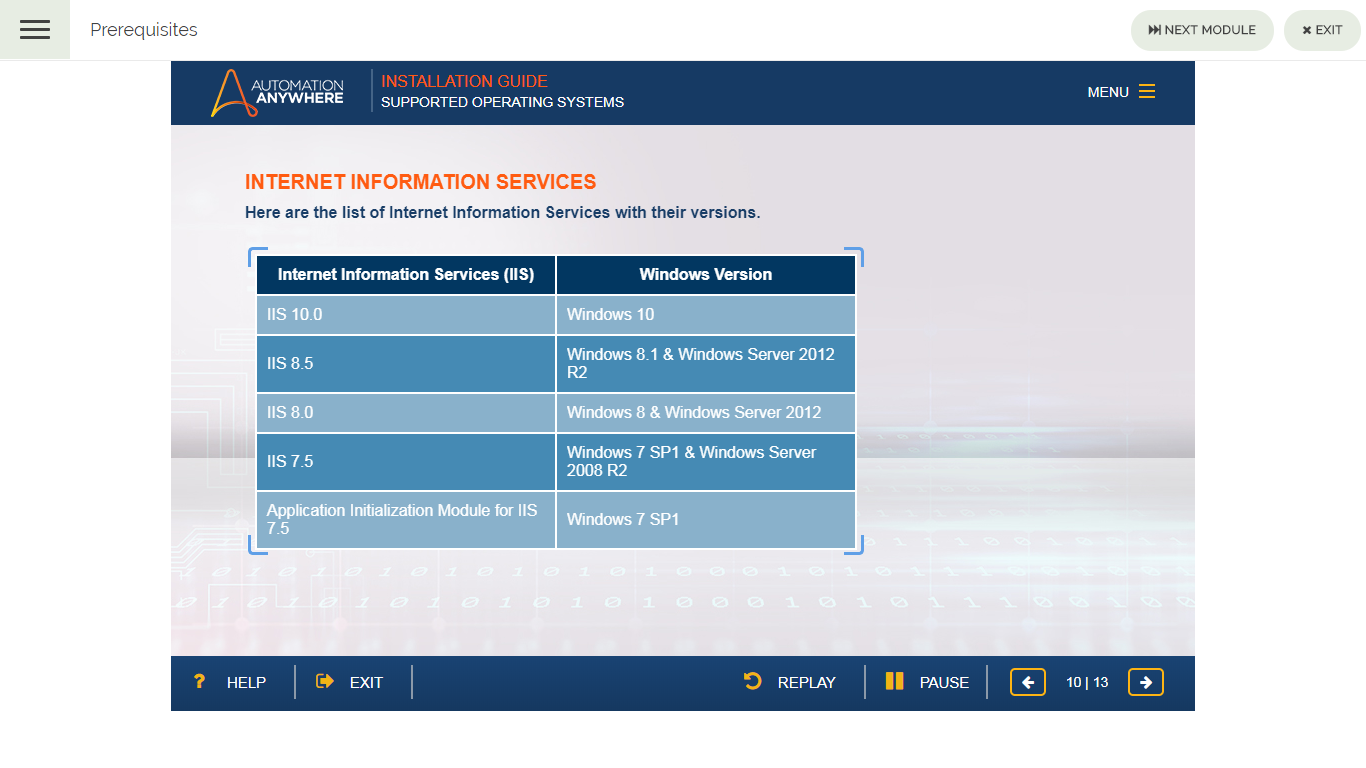 Prerequisites
NEXT MODULE
EXIT
AUTOMATION
ANYWHERE
INSTALLATION GUIDE
SUPPORTED OPERATING SYSTEMS
MENU
INTERNET INFORMATION SERVICES
Here are the list of Internet Information Services with their versions.
Internet Information Services (IIS) Windows Version
IIS 10.0 Windows 10
IIS 8.5 Windows 8.1 & Windows Server 2012
R2
IIS 8.0 Windows 8 & Windows Server 2012
IIS 7.5 Windows 7 SP1 & Windows Server
2008 R2
Application Initialization Module for IIS
7.5
Windows 7 SP1
? HELP
EXIT
REPLAY
PAUSE
10 | 13